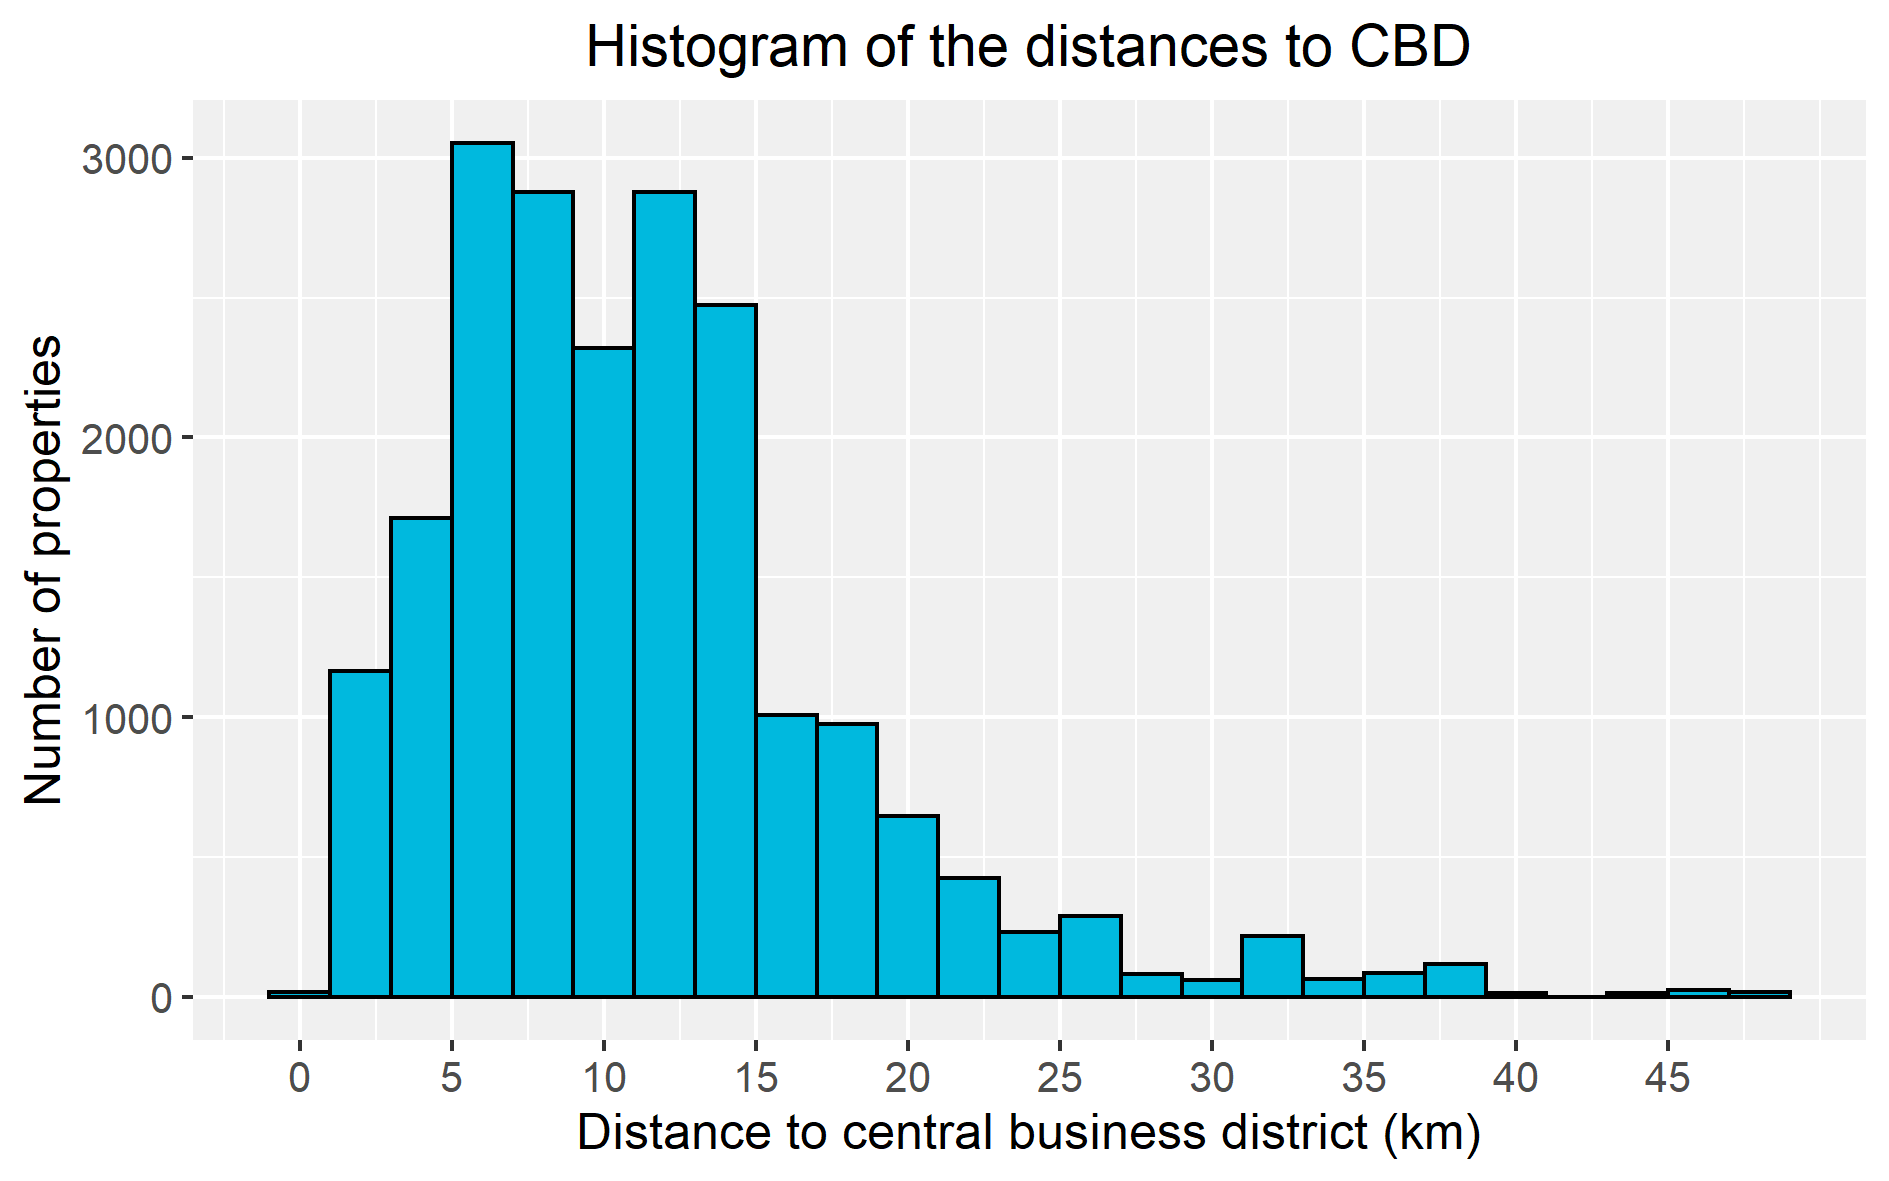 Histogram of the distances to CBD
Number of properties
3000
2000
1000
0
0 5 10 15 20 25 30 35 40 45
Distance to central business district (km)